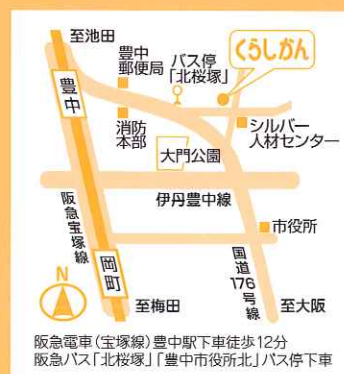 至池田
豊中
郵便局
バス停
「北桜塚」
くらしかん
豊中
消防
本部
シルバー
人材センター
大門公園
伊丹豊中線
阪急宝塚線
市役所
岡町
国道176号線
N
至梅田
至大阪
阪急電車(宝塚線)豊中駅下車徒歩12分
阪急バス「北桜塚」「豊中市役所北」バス停下車